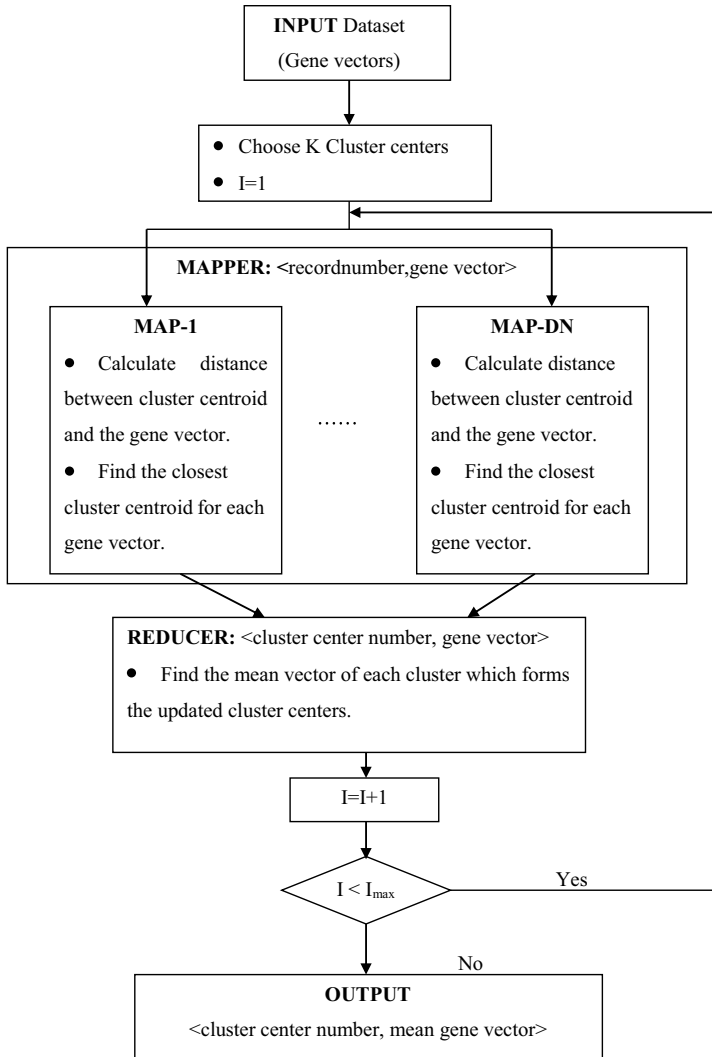 INPUT Dataset
(Gene vectors)
● Choose K Cluster centers
● I=1
MAPPER: <recordnumber,gene vector>
MAP-1
● Calculate distance
between cluster centroid
and the gene vector.
● Find the closest
cluster centroid for each
gene vector.
……
MAP-DN
● Calculate distance
between cluster centroid
and the gene vector.
● Find the closest
cluster centroid for each
gene vector.
REDUCER: <cluster center number, gene vector>
● Find the mean vector of each cluster which forms
the updated cluster centers.
I=I+1
I < Imax
Yes
No
OUTPUT
<cluster center number, mean gene vector>